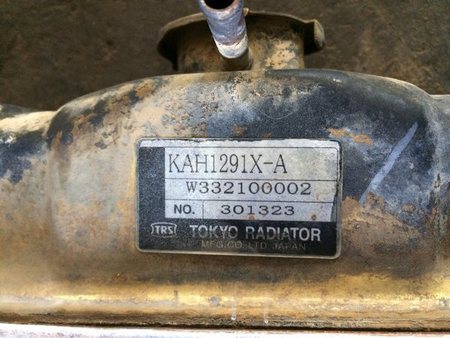 KAH1291X-A
W332100002
NO. 301323
TRS TOKYO RADIATOR
MFG.CO.LTD JAPAN